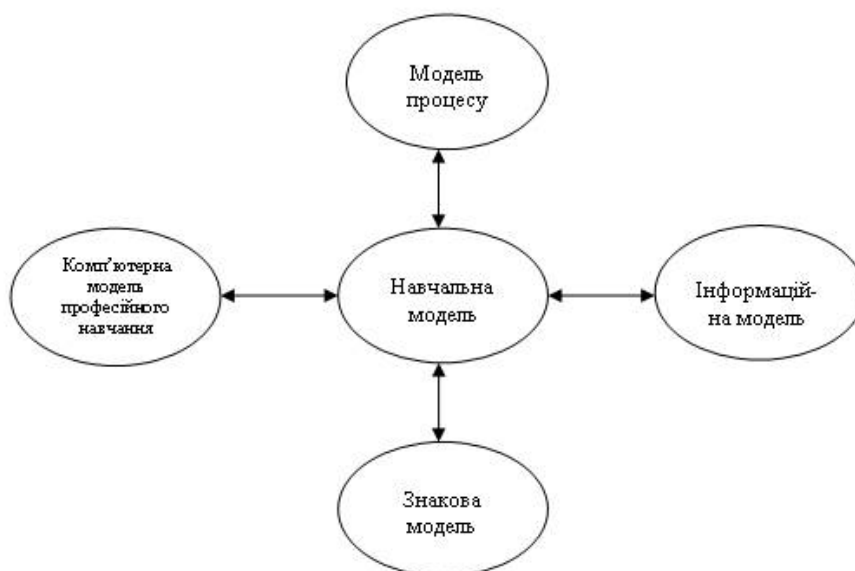 Модель
процесу
Комп'ютерна
модель
професійного
навчання
Навчальна
модель
Інформацій-
на модель
Знакова
модель